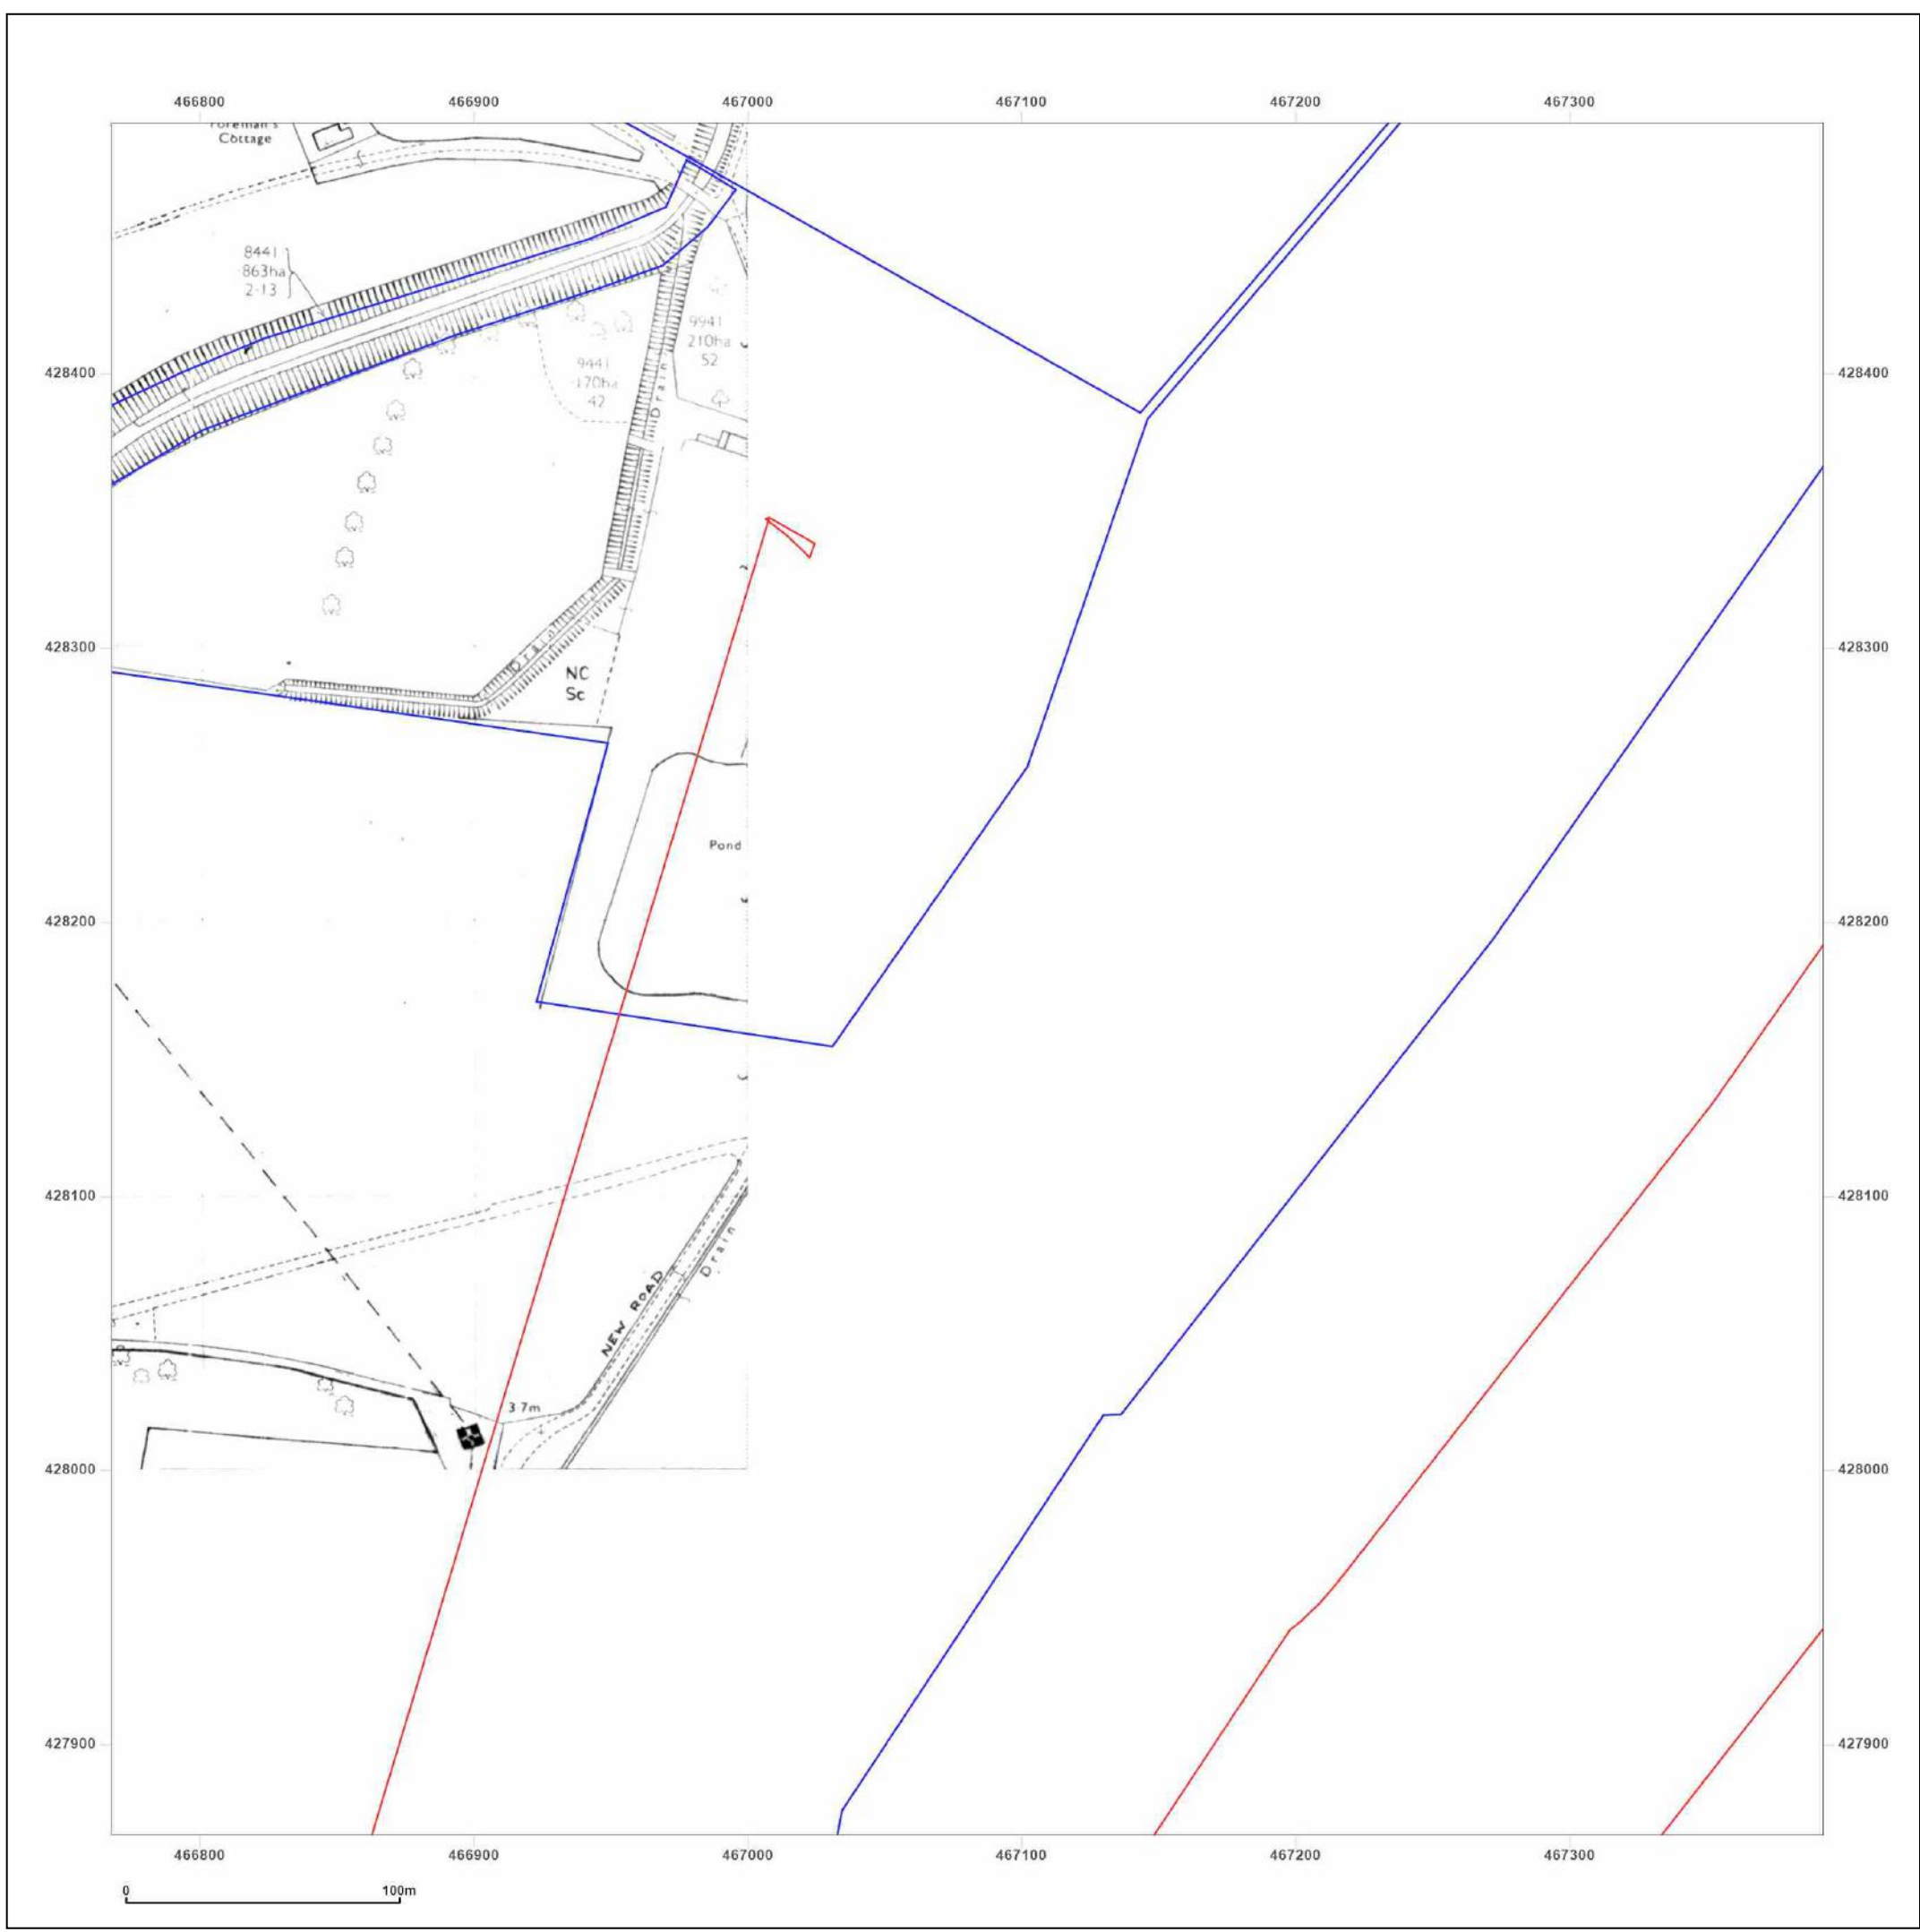 466800 466900 467000 467100 467200 467300
Foreman's
Cottage
8441
·863ha
2·13
9941
·210ha
52
9441
·170ha
42
428400 428400
Drain
428300 428300
Drain
NC
Sc
Pond
428200 428200
428100 428100
Drain
NEW ROAD
3·7m
428000 428000
427900 427900
466800 466900 467000 467100 467200 467300
0 100m